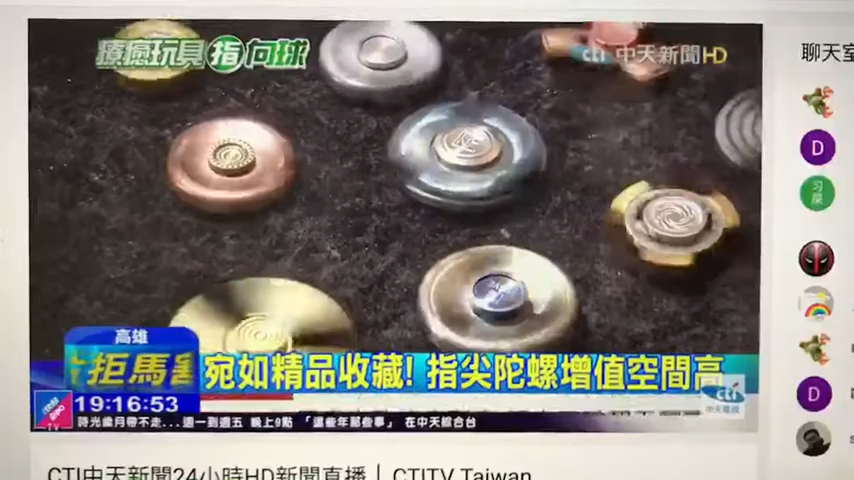 療癒玩具 指 向球
cti 中天新聞HD
聊天室
D
习
高雄
拒馬
宛如精品收藏! 指尖陀螺增值空間高
cti
中天電視
19:16:53
TV
時光歲月帶不走...週一到週五 晚上9點 「這些年那些事」 在中天綜合台
D
CTI中天新聞24小時HD新聞直播 | CTITV Taiwan